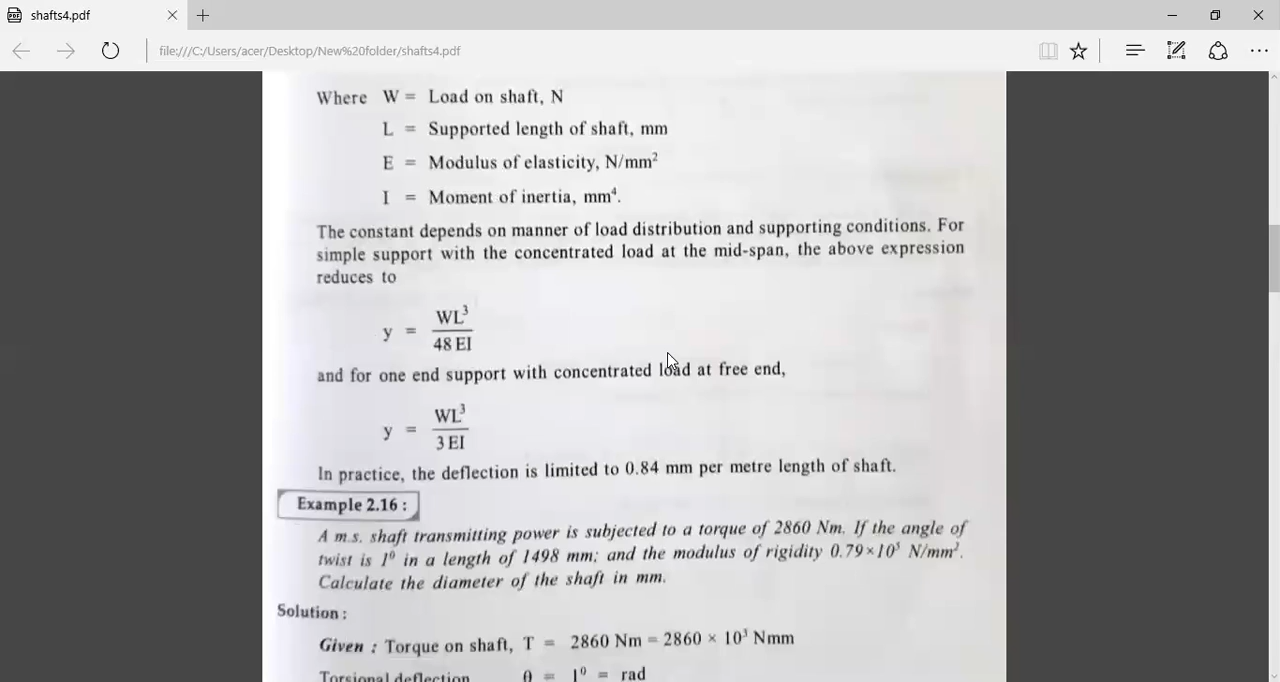 shafts4.pdf
file:///C:/Users/acer/Desktop/New%20folder/shafts4.pdf
Where W = Load on shaft, N
L = Supported length of shaft, mm
E = Modulus of elasticity, N/mm²
I = Moment of inertia, mm⁴.
The constant depends on manner of load distribution and supporting conditions. For
simple support with the concentrated load at the mid-span, the above expression
reduces to
y = WL³ / 48 EI
and for one end support with concentrated load at free end,
y = WL³ / 3 EI
In practice, the deflection is limited to 0.84 mm per metre length of shaft.
Example 2.16 :
A m.s. shaft transmitting power is subjected to a torque of 2860 Nm. If the angle of
twist is 1⁰ in a length of 1498 mm; and the modulus of rigidity 0.79×10⁵ N/mm².
Calculate the diameter of the shaft in mm.
Solution :
Given : Torque on shaft, T = 2860 Nm = 2860 × 10³ Nmm
Torsional deflection θ = 1⁰ = rad